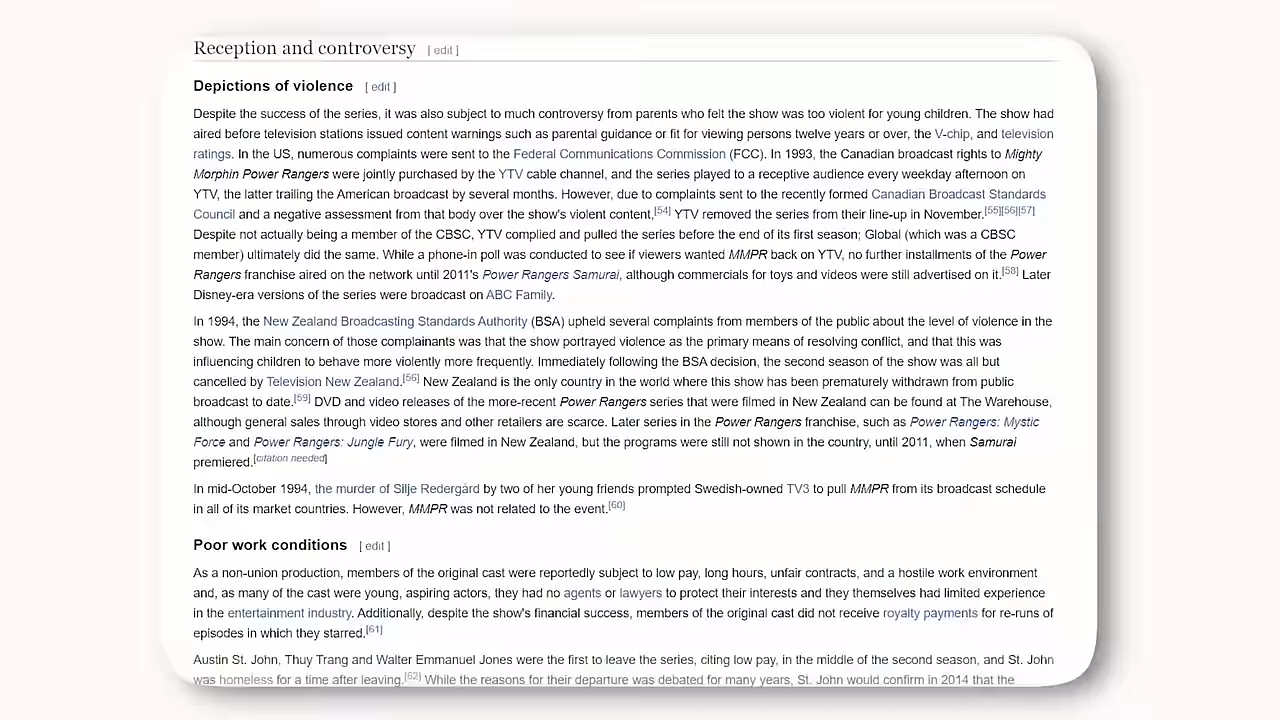 Reception and controversy [ edit ]
Depictions of violence [ edit ]
Despite the success of the series, it was also subject to much controversy from parents who felt the show was too violent for young children. The show had
aired before television stations issued content warnings such as parental guidance or fit for viewing persons twelve years or over, the V-chip, and television
ratings. In the US, numerous complaints were sent to the Federal Communications Commission (FCC). In 1993, the Canadian broadcast rights to Mighty
Morphin Power Rangers were jointly purchased by the YTV cable channel, and the series played to a receptive audience every weekday afternoon on
YTV, the latter trailing the American broadcast by several months. However, due to complaints sent to the recently formed Canadian Broadcast Standards
Council and a negative assessment from that body over the show's violent content,[54] YTV removed the series from their line-up in November.[55][56][57]
Despite not actually being a member of the CBSC, YTV complied and pulled the series before the end of its first season; Global (which was a CBSC
member) ultimately did the same. While a phone-in poll was conducted to see if viewers wanted MMPR back on YTV, no further installments of the Power
Rangers franchise aired on the network until 2011's Power Rangers Samurai, although commercials for toys and videos were still advertised on it.[58] Later
Disney-era versions of the series were broadcast on ABC Family.
In 1994, the New Zealand Broadcasting Standards Authority (BSA) upheld several complaints from members of the public about the level of violence in the
show. The main concern of those complainants was that the show portrayed violence as the primary means of resolving conflict, and that this was
influencing children to behave more violently more frequently. Immediately following the BSA decision, the second season of the show was all but
cancelled by Television New Zealand.[56] New Zealand is the only country in the world where this show has been prematurely withdrawn from public
broadcast to date.[59] DVD and video releases of the more-recent Power Rangers series that were filmed in New Zealand can be found at The Warehouse,
although general sales through video stores and other retailers are scarce. Later series in the Power Rangers franchise, such as Power Rangers: Mystic
Force and Power Rangers: Jungle Fury, were filmed in New Zealand, but the programs were still not shown in the country, until 2011, when Samurai
premiered.[citation needed]
In mid-October 1994, the murder of Silje Redergård by two of her young friends prompted Swedish-owned TV3 to pull MMPR from its broadcast schedule
in all of its market countries. However, MMPR was not related to the event.[60]
Poor work conditions [ edit ]
As a non-union production, members of the original cast were reportedly subject to low pay, long hours, unfair contracts, and a hostile work environment
and, as many of the cast were young, aspiring actors, they had no agents or lawyers to protect their interests and they themselves had limited experience
in the entertainment industry. Additionally, despite the show's financial success, members of the original cast did not receive royalty payments for re-runs of
episodes in which they starred.[61]
Austin St. John, Thuy Trang and Walter Emmanuel Jones were the first to leave the series, citing low pay, in the middle of the second season, and St. John
was homeless for a time after leaving.[62] While the reasons for their departure was debated for many years, St. John would confirm in 2014 that the